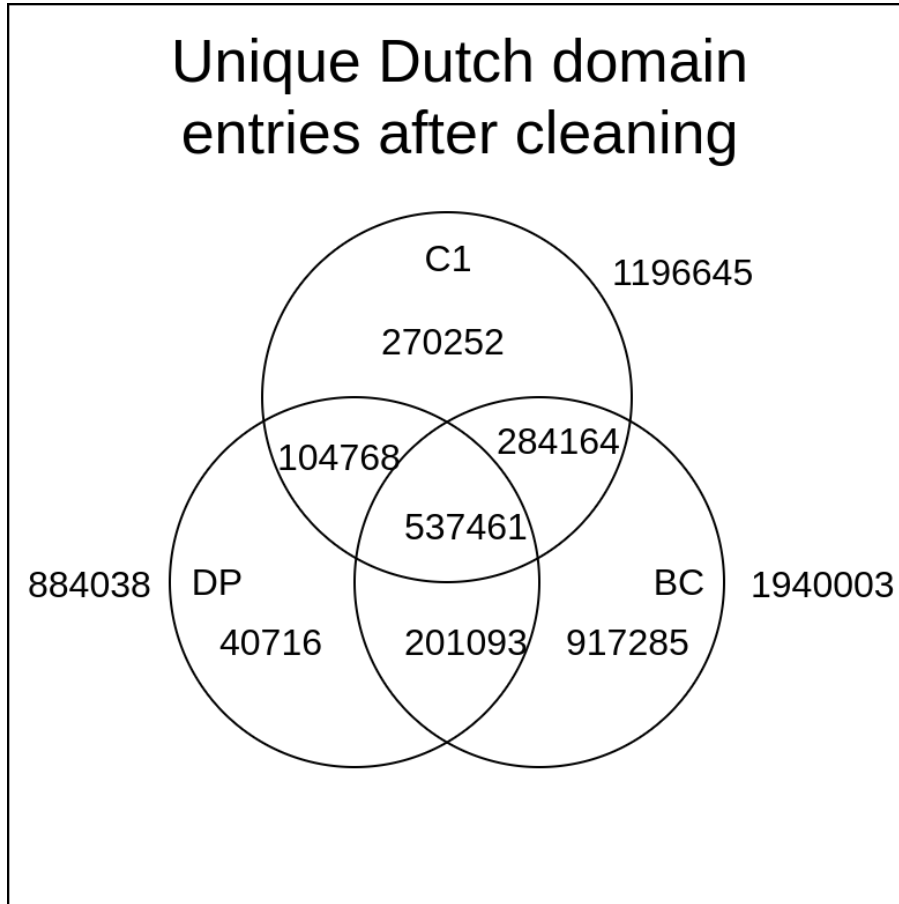 Unique Dutch domain
entries after cleaning
C1
1196645
270252
104768
284164
537461
884038
DP
BC
1940003
40716
201093
917285